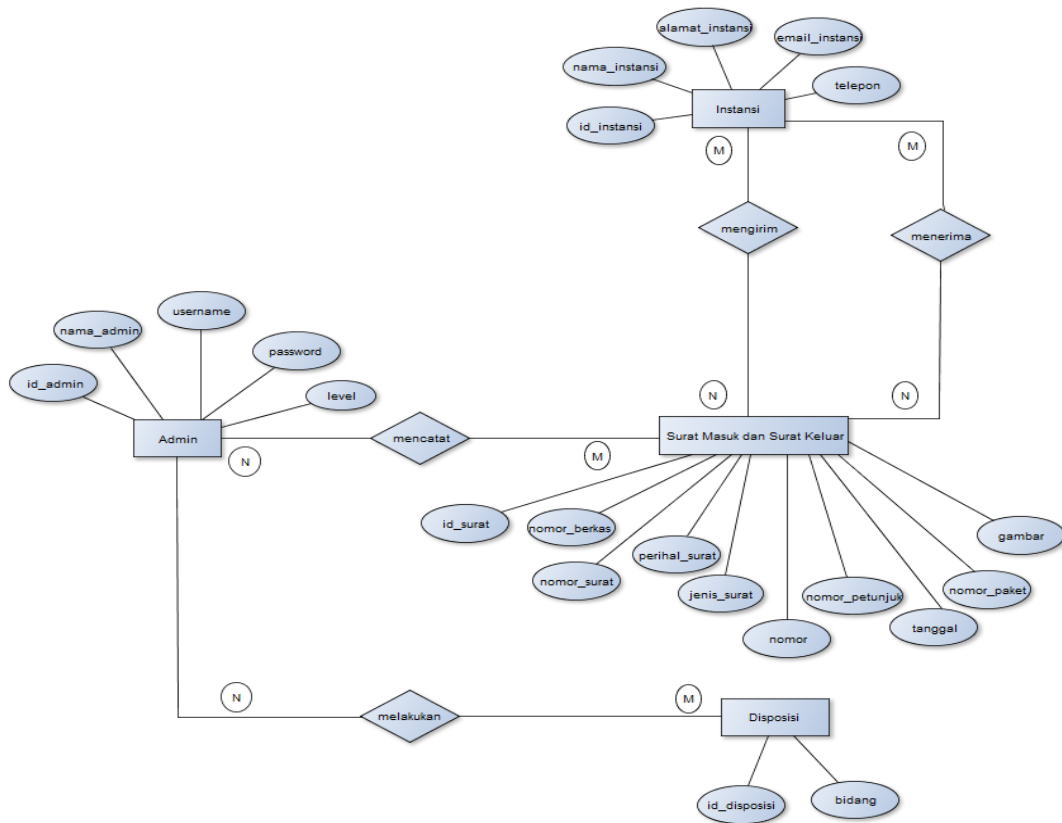 alamat_instansi
email_instansi
nama_instansi
telepon
Instansi
id_instansi
M
M
mengirim
menerima
username
nama_admin
password
id_admin
level
N
N
Admin
mencatat
Surat Masuk dan Surat Keluar
N
M
id_surat
nomor_berkas
gambar
perihal_surat
nomor_surat
jenis_surat
nomor_petunjuk
nomor_paket
tanggal
nomor
N
M
melakukan
Disposisi
id_disposisi
bidang